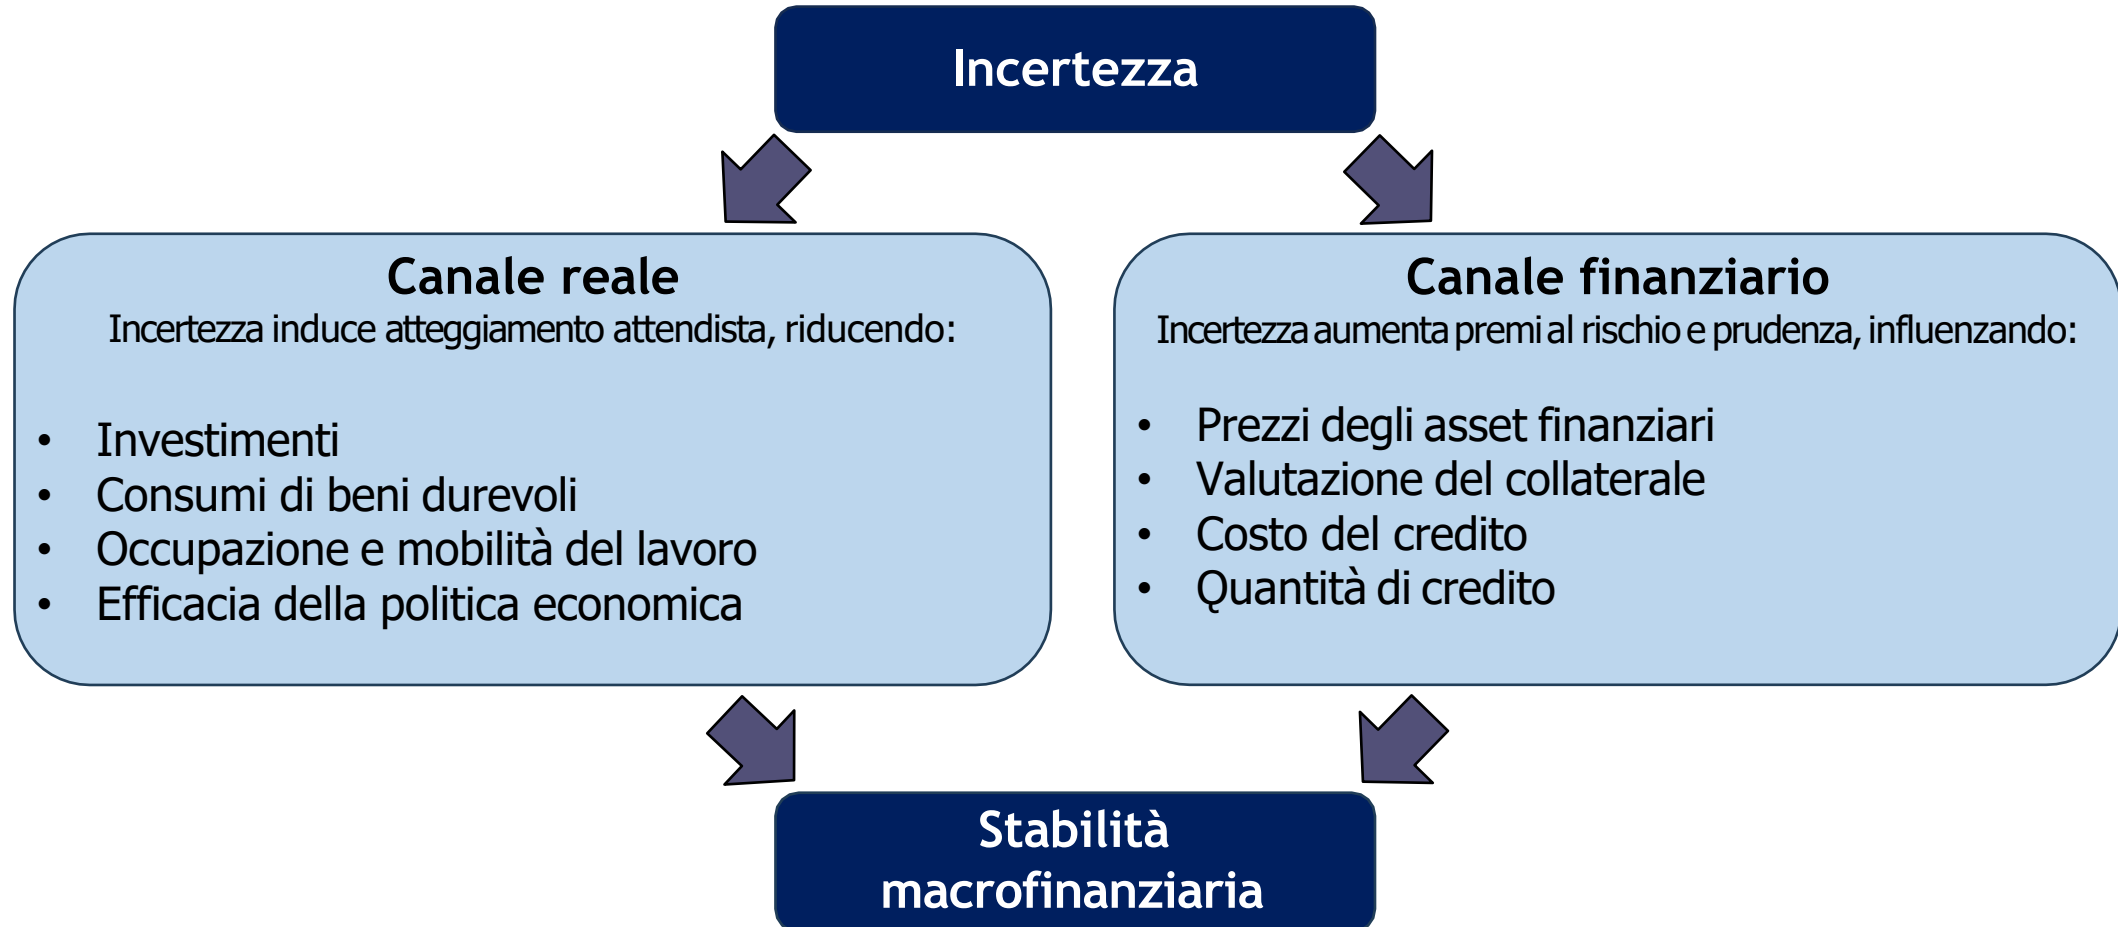 Incertezza
Canale reale
Incertezza induce atteggiamento attendista, riducendo:
• Investimenti
• Consumi di beni durevoli
• Occupazione e mobilità del lavoro
• Efficacia della politica economica
Canale finanziario
Incertezza aumenta premi al rischio e prudenza, influenzando:
• Prezzi degli asset finanziari
• Valutazione del collaterale
• Costo del credito
• Quantità di credito
Stabilità
macrofinanziaria